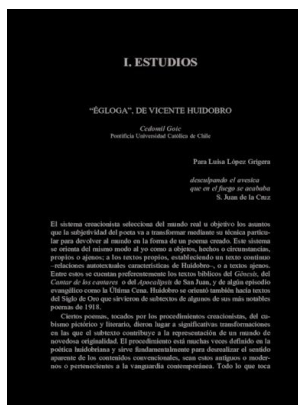 I. ESTUDIOS
"ÉGLOGA", DE VICENTE HUIDOBRO
Cedomil Goic
Pontificia Universidad Católica de Chile
Para Luisa López Grigera
desculpando el avesica
que en el fuego se acababa
S. Juan de la Cruz
El sistema creacionista selecciona del mundo real u objetivo los asuntos
que la subjetividad del poeta va a transformar mediante su técnica particu-
lar para devolver al mundo en la forma de un poema creado. Este sistema
se orienta del mismo modo al yo como a objetos, hechos o circunstancias,
propios o ajenos; a los textos propios, estableciendo un texto continuo
–relaciones autotextuales características de Huidobro–, o a textos ajenos.
Entre estos se cuentan preferentemente los textos bíblicos del Génesis, del
Cantar de los cantares o del Apocalipsis de San Juan, y de algún episodio
evangélico como la Última Cena. Huidobro se orientó también hacia textos
del Siglo de Oro que sirvieron de subtextos de algunos de sus más notables
poemas de 1918.
Ciertos poemas, tocados por los procedimientos creacionistas, del cu-
bismo pictórico y literario, dieron lugar a significativas transformaciones
en las que el subtexto contribuye a la representación de un mundo de
novedosa originalidad. El procedimiento está muchas veces definido en la
poética huidobriana y sirve fundamentalmente para desrealizar el sentido
aparente de los contenidos convencionales, sean estos antiguos o moder-
nos o pertenecientes a la vanguardia contemporánea. Todo lo que toca